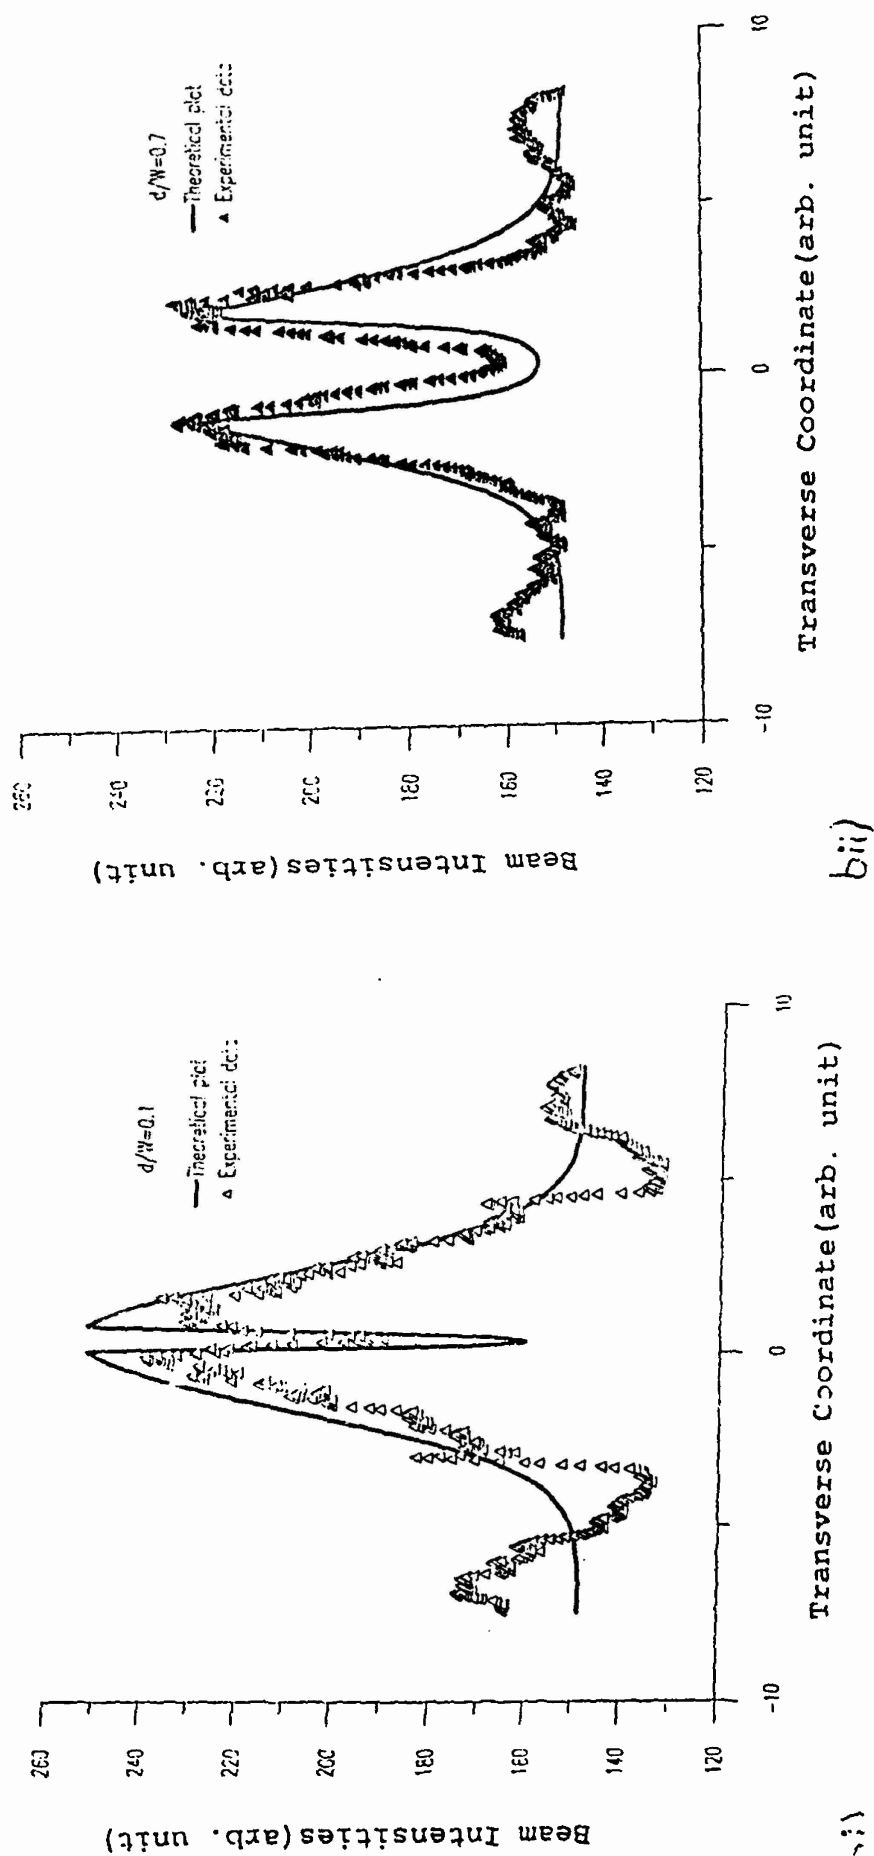 260
240
220
200
180
160
140
120
Beam Intensities(arb. unit)
-10
0
10
Transverse Coordinate(arb. unit)
d/W=0.1
Theoretical plot
Experimental data
260
240
220
200
180
160
140
120
Beam Intensities(arb. unit)
-10
0
10
Transverse Coordinate(arb. unit)
d/W=0.7
Theoretical plot
Experimental data
bii)